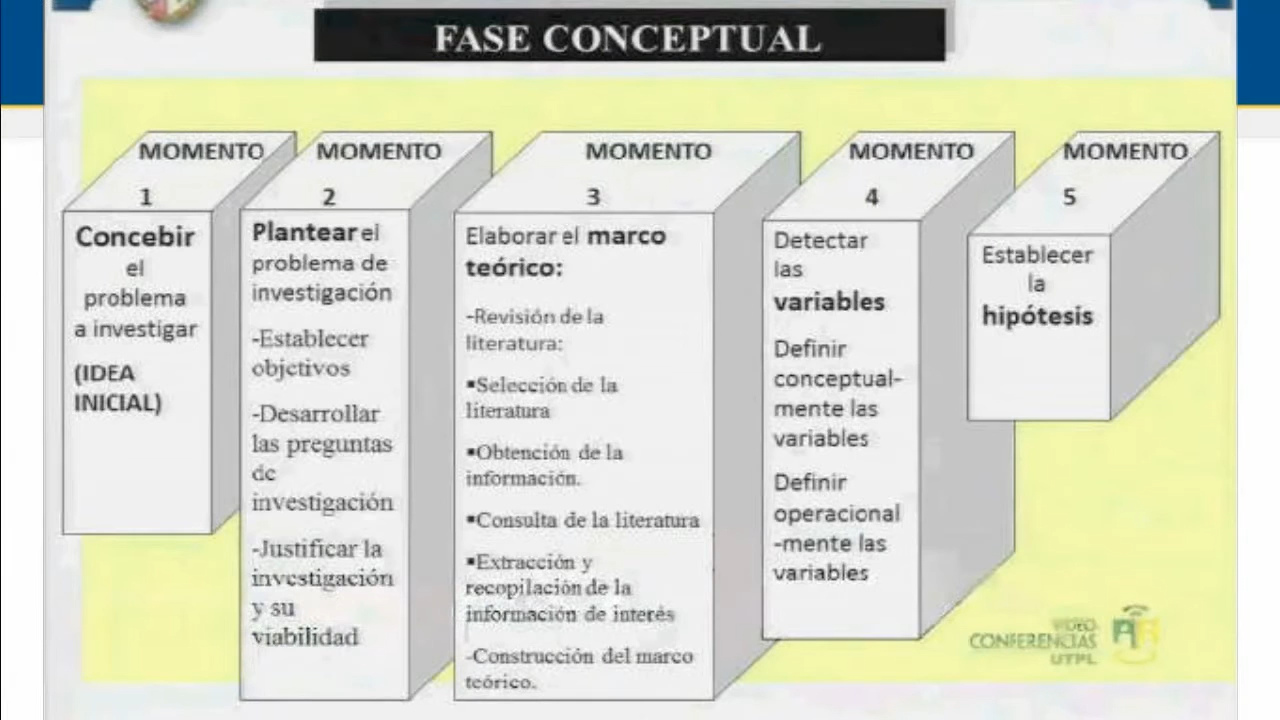 FASE CONCEPTUAL
MOMENTO
1
Concebir
el
problema
a investigar
(IDEA
INICIAL)
MOMENTO
2
Plantear el
problema de
investigación
-Establecer
objetivos
-Desarrollar
las preguntas
de
investigación
-Justificar la
investigación
y su
viabilidad
MOMENTO
3
Elaborar el marco
teórico:
-Revisión de la
literatura:
▪Selección de la
literatura
▪Obtención de la
información.
▪Consulta de la literatura
▪Extracción y
recopilación de la
información de interés
-Construcción del marco
teórico.
MOMENTO
4
Detectar
las
variables
Definir
conceptual-
mente las
variables
Definir
operacional
-mente las
variables
MOMENTO
5
Establecer
la
hipótesis
VIDEO
CONFERENCIAS
UTPL